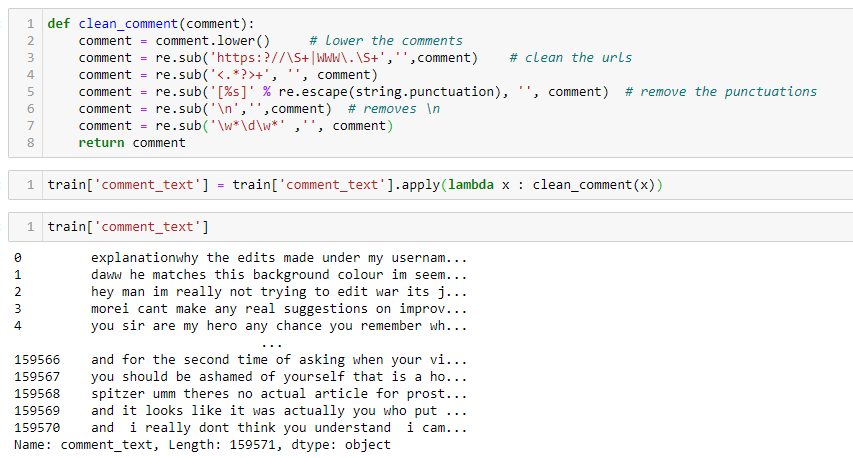 1 def clean_comment(comment):
2     comment = comment.lower()     # lower the comments
3     comment = re.sub('https:?//\S+|WWW\.\S+','',comment)    # clean the urls
4     comment = re.sub('<.*?>+', '', comment)
5     comment = re.sub('[%s]' % re.escape(string.punctuation), '', comment)  # remove the punctuations
6     comment = re.sub('\n','',comment)  # removes \n
7     comment = re.sub('\w*\d\w*' ,'', comment)
8     return comment
1 train['comment_text'] = train['comment_text'].apply(lambda x : clean_comment(x))
1 train['comment_text']
0         explanationwhy the edits made under my usernam...
1         daww he matches this background colour im seem...
2         hey man im really not trying to edit war its j...
3         morei cant make any real suggestions on improv...
4         you sir are my hero any chance you remember wh...
                                ...
159566    and for the second time of asking when your vi...
159567    you should be ashamed of yourself that is a ho...
159568    spitzer umm theres no actual article for prost...
159569    and it looks like it was actually you who put ...
159570    and  i really dont think you understand  i cam...
Name: comment_text, Length: 159571, dtype: object